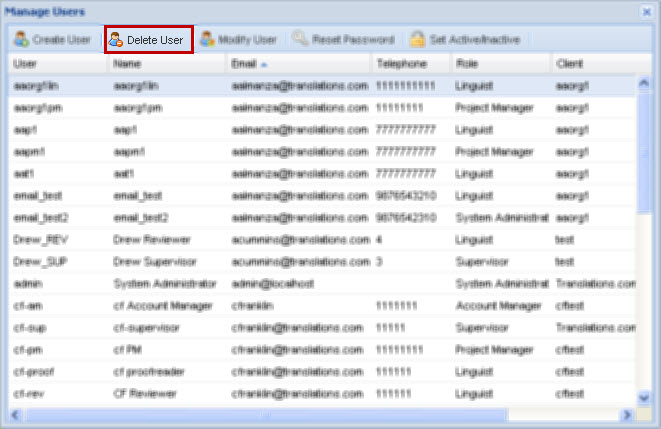 Manage Users
Create User Delete User Modify User Reset Password Set Active/Inactive
User Name Email Telephone Role Client
aaorg1lin aaorg1lin aalmanza@translations.com 1111111111 Linguist aaorg1
aaorg1pm aaorg1pm aalmanza@translations.com 11111111 Project Manager aaorg1
aap1 aap1 aalmanza@translations.com 7777777777 Linguist aaorg1
aapm1 aapm1 aalmanza@translations.com 7777777777 Project Manager aaorg1
aat1 aat1 aalmanza@translations.com 7777777777 Linguist aaorg1
email_test email_test aalmanza@translations.com 9876543210 Linguist aaorg1
email_test2 email_test2 aalmanza@translations.com 9876542310 System Administrat aaorg1
Drew_REV Drew Reviewer acummins@translations.com 4 Linguist test
Drew_SUP Drew Supervisor acummins@translations.com 3 Supervisor test
admin System Administrator admin@localhost System Administrat Translations.com
cf-am cf Account Manager cfranklin 1111111 Account Manager cftest
cf-sup cf-supervisor cfranklin@translations.com 11111 Supervisor Translations.com
cf-pm cf PM cfranklin@translations.com 1111111 Project Manager cftest
cf-proof cf proofreader cfranklin@translations.com 111111 Linguist cftest
cf-rev CF Reviewer cfranklin@translations.com 1111111 Linguist cftest